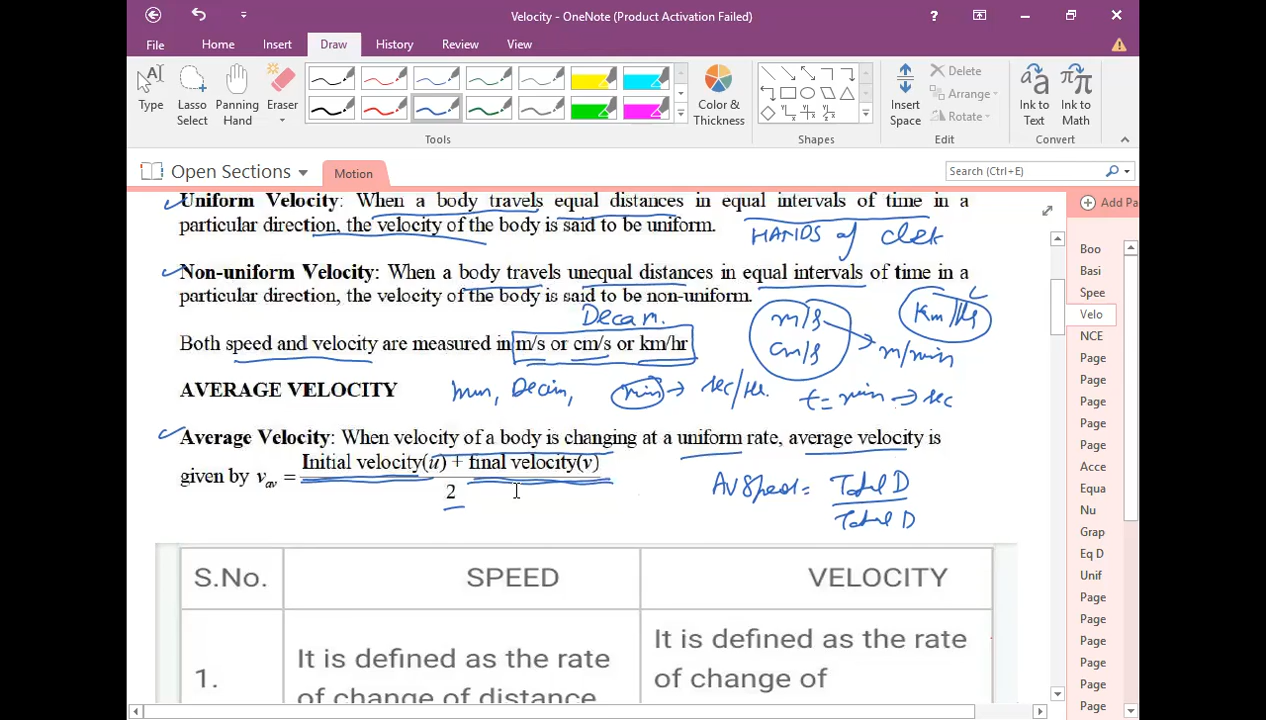 Velocity - OneNote (Product Activation Failed)
?
File Home Insert Draw History Review View
Type
Lasso Select
Panning Hand
Eraser
Color & Thickness
Insert Space
Delete
Arrange
Rotate
Ink to Text
Ink to Math
Tools Shapes Edit Convert
Open Sections Motion Search (Ctrl+E)
Add Pa
Uniform Velocity: When a body travels equal distances in equal intervals of time in a
particular direction, the velocity of the body is said to be uniform.
HANDS of
Non-uniform Velocity: When a body travels unequal distances in equal intervals of time in a
particular direction, the velocity of the body is said to be non-uniform.
Decam.
m/s
Km/
Both speed and velocity are measured in m/s or cm/s or km/hr
cm/s
m/min
AVERAGE VELOCITY
Decim,
min → sec/
t = min → sec
Average Velocity: When velocity of a body is changing at a uniform rate, average velocity is
given by vav = Initial velocity(u) + final velocity(v)
2
Av Speed = Total D
Total D
S.No. SPEED VELOCITY
1.
It is defined as the rate
of change of distance
It is defined as the rate
of change of
Boo
Basi
Spee
Velo
NCE
Page
Page
Page
Page
Page
Acce
Equa
Nu
Grap
Eq D
Unif
Page
Page
Page
Page
Page
Page